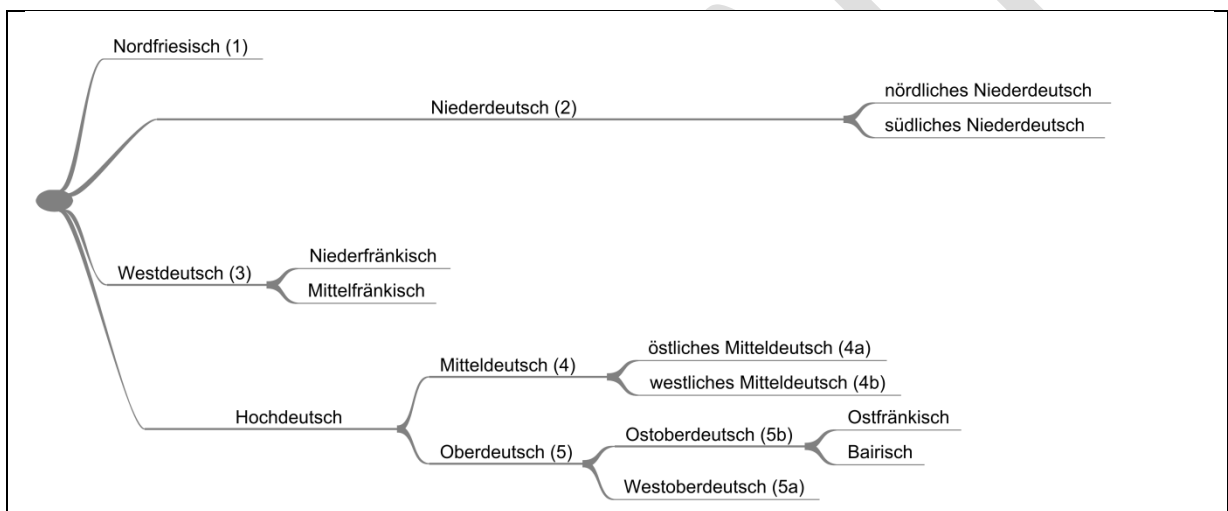 Nordfriesisch (1)
Niederdeutsch (2)
nördliches Niederdeutsch
südliches Niederdeutsch
Westdeutsch (3)
Niederfränkisch
Mittelfränkisch
Hochdeutsch
Mitteldeutsch (4)
östliches Mitteldeutsch (4a)
westliches Mitteldeutsch (4b)
Oberdeutsch (5)
Ostoberdeutsch (5b)
Ostfränkisch
Bairisch
Westoberdeutsch (5a)